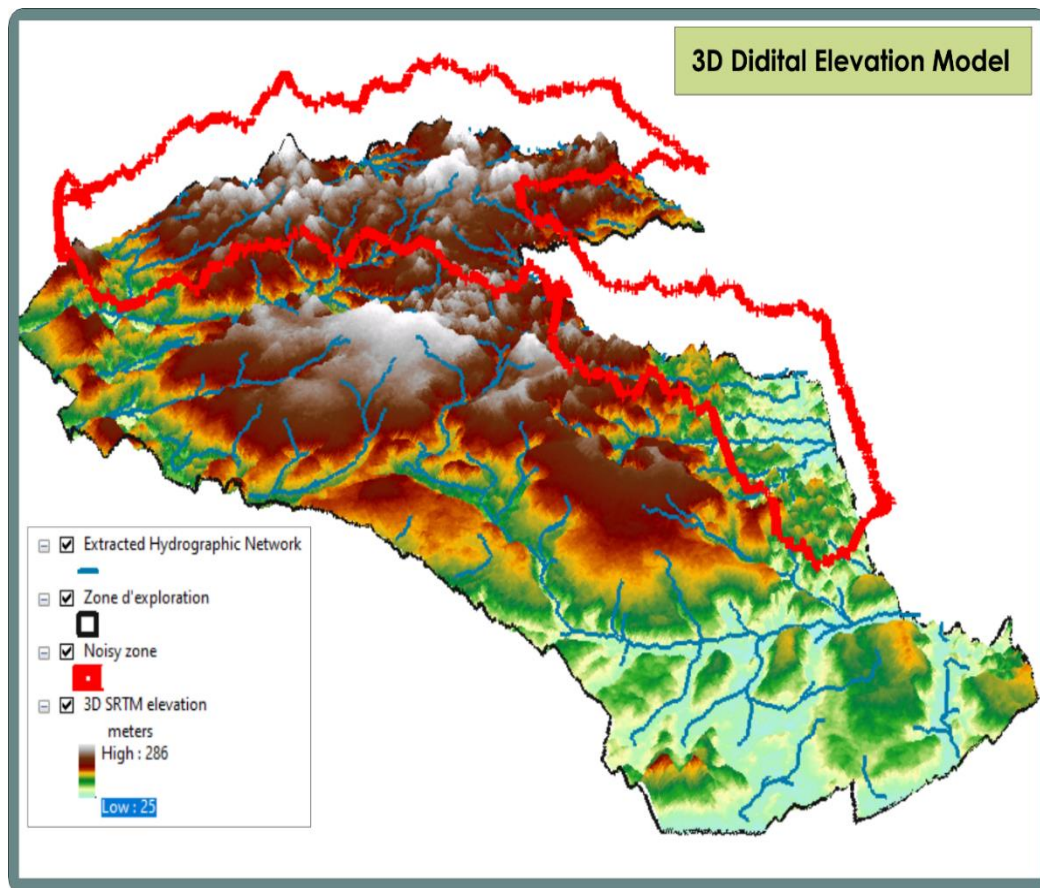 3D Didital Elevation Model
Extracted Hydrographic Network
Zone d'exploration
Noisy zone
3D SRTM elevation
meters
High : 286
Low : 25